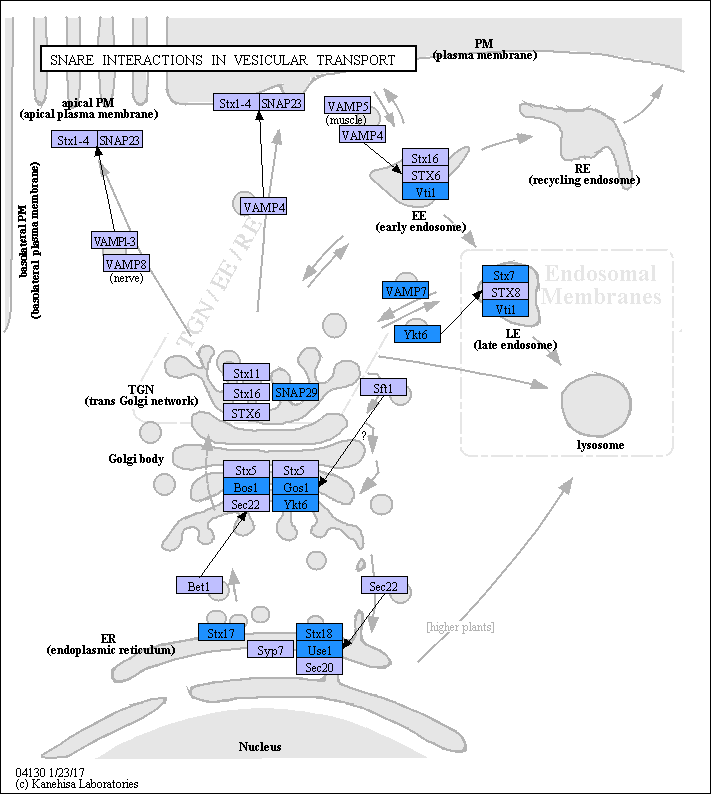 PM
(plasma membrane)
SNARE INTERACTIONS IN VESICULAR TRANSPORT
apical PM
(apical plasma membrane)
Stx1-4 SNAP23
VAMP5
(muscle)
VAMP4
Stx1-4 SNAP23
Stx16
STX6
Vti1
RE
(recycling endosome)
EE
(early endosome)
VAMP4
basolateral PM
(basolateral plasma membrane)
VAMP1-3
VAMP8
(nerve)
TGN / EE / RE
Stx7
STX8
Vti1
Endosomal
Membranes
VAMP7
Ykt6
LE
(late endosome)
Stx11
Stx16 SNAP29
STX6
TGN
(trans Golgi network)
Sft1
?
lysosome
Golgi body
Stx5 Stx5
Bos1 Gos1
Sec22 Ykt6
Bet1
Sec22
[higher plants]
ER
(endoplasmic reticulum)
Stx17
Stx18
Syp7 Use1
Sec20
Nucleus
04130 1/23/17
(c) Kanehisa Laboratories